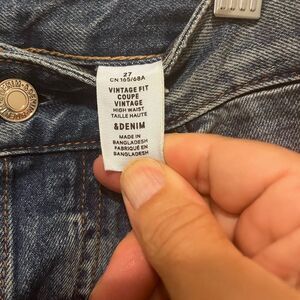 27
CN 165/68A
VINTAGE FIT
COUPE
VINTAGE
HIGH WAIST
TAILLE HAUTE
&DENIM
MADE IN
BANGLADESH
FABRIQUÉ EN
BANGLADESH